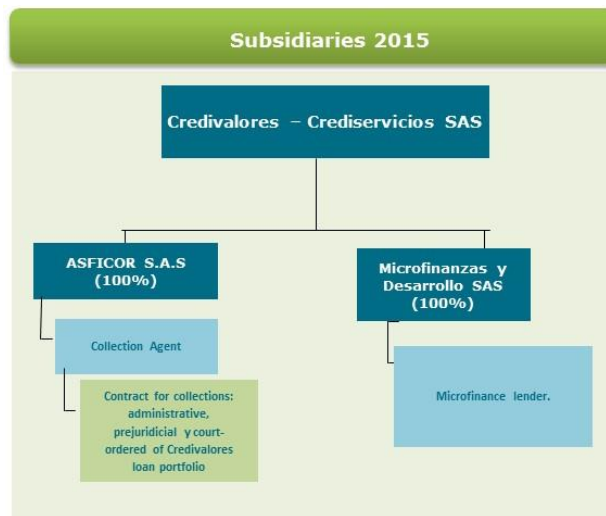 Subsidiaries 2015
Credivalores – Crediservicios SAS
ASFICOR S.A.S
(100%)
Microfinanzas y
Desarrollo SAS
(100%)
Collection Agent
Microfinance lender.
Contract for collections:
administrative,
prejuridicial y court-
ordered of Credivalores
loan portfolio